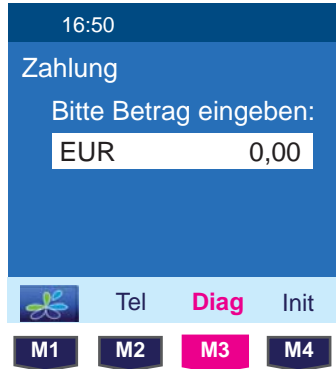 16:50
Zahlung
Bitte Betrag eingeben:
EUR 0,00
Tel Diag Init
M1 M2 M3 M4